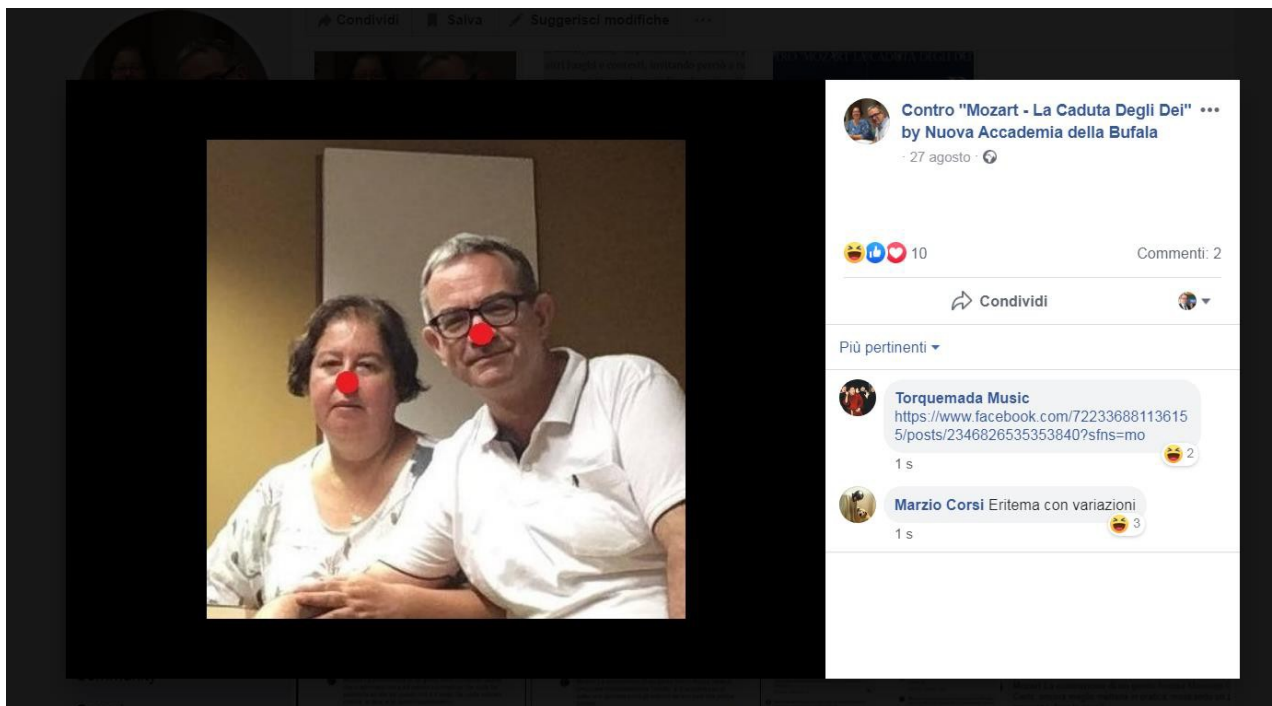 Condividi Salva Suggerisci modifiche ...
Contro "Mozart - La Caduta Degli Dei" ...
by Nuova Accademia della Bufala
· 27 agosto ·
10 Commenti: 2
Condividi
Più pertinenti
Torquemada Music
https://www.facebook.com/72233688113615
5/posts/2346826535353840?sfns=mo
2
1 s
Marzio Corsi Eritema con variazioni
3
1 s